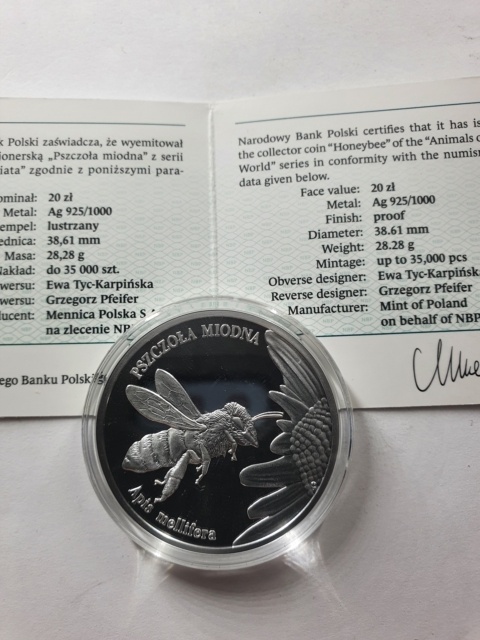 k Polski zaświadcza, że wyemitował
jonerską „Pszczoła miodna” z serii
iata” zgodnie z poniższymi para-
ominał: 20 zł
Metal: Ag 925/1000
empel: lustrzany
ednica: 38,61 mm
Masa: 28,28 g
Nakład: do 35 000 szt.
wersu: Ewa Tyc-Karpińska
wersu: Grzegorz Pfeifer
ducent: Mennica Polska S.A.
na zlecenie NBP
ego Banku Polskiego
Narodowy Bank Polski certifies that it has is
the collector coin “Honeybee” of the “Animals o
World” series in conformity with the numism
data given below.
Face value: 20 zł
Metal: Ag 925/1000
Finish: proof
Diameter: 38.61 mm
Weight: 28.28 g
Mintage: up to 35,000 pcs
Obverse designer: Ewa Tyc-Karpińska
Reverse designer: Grzegorz Pfeifer
Manufacturer: Mint of Poland
on behalf of NBP
PSZCZOŁA MIODNA
Apis mellifera